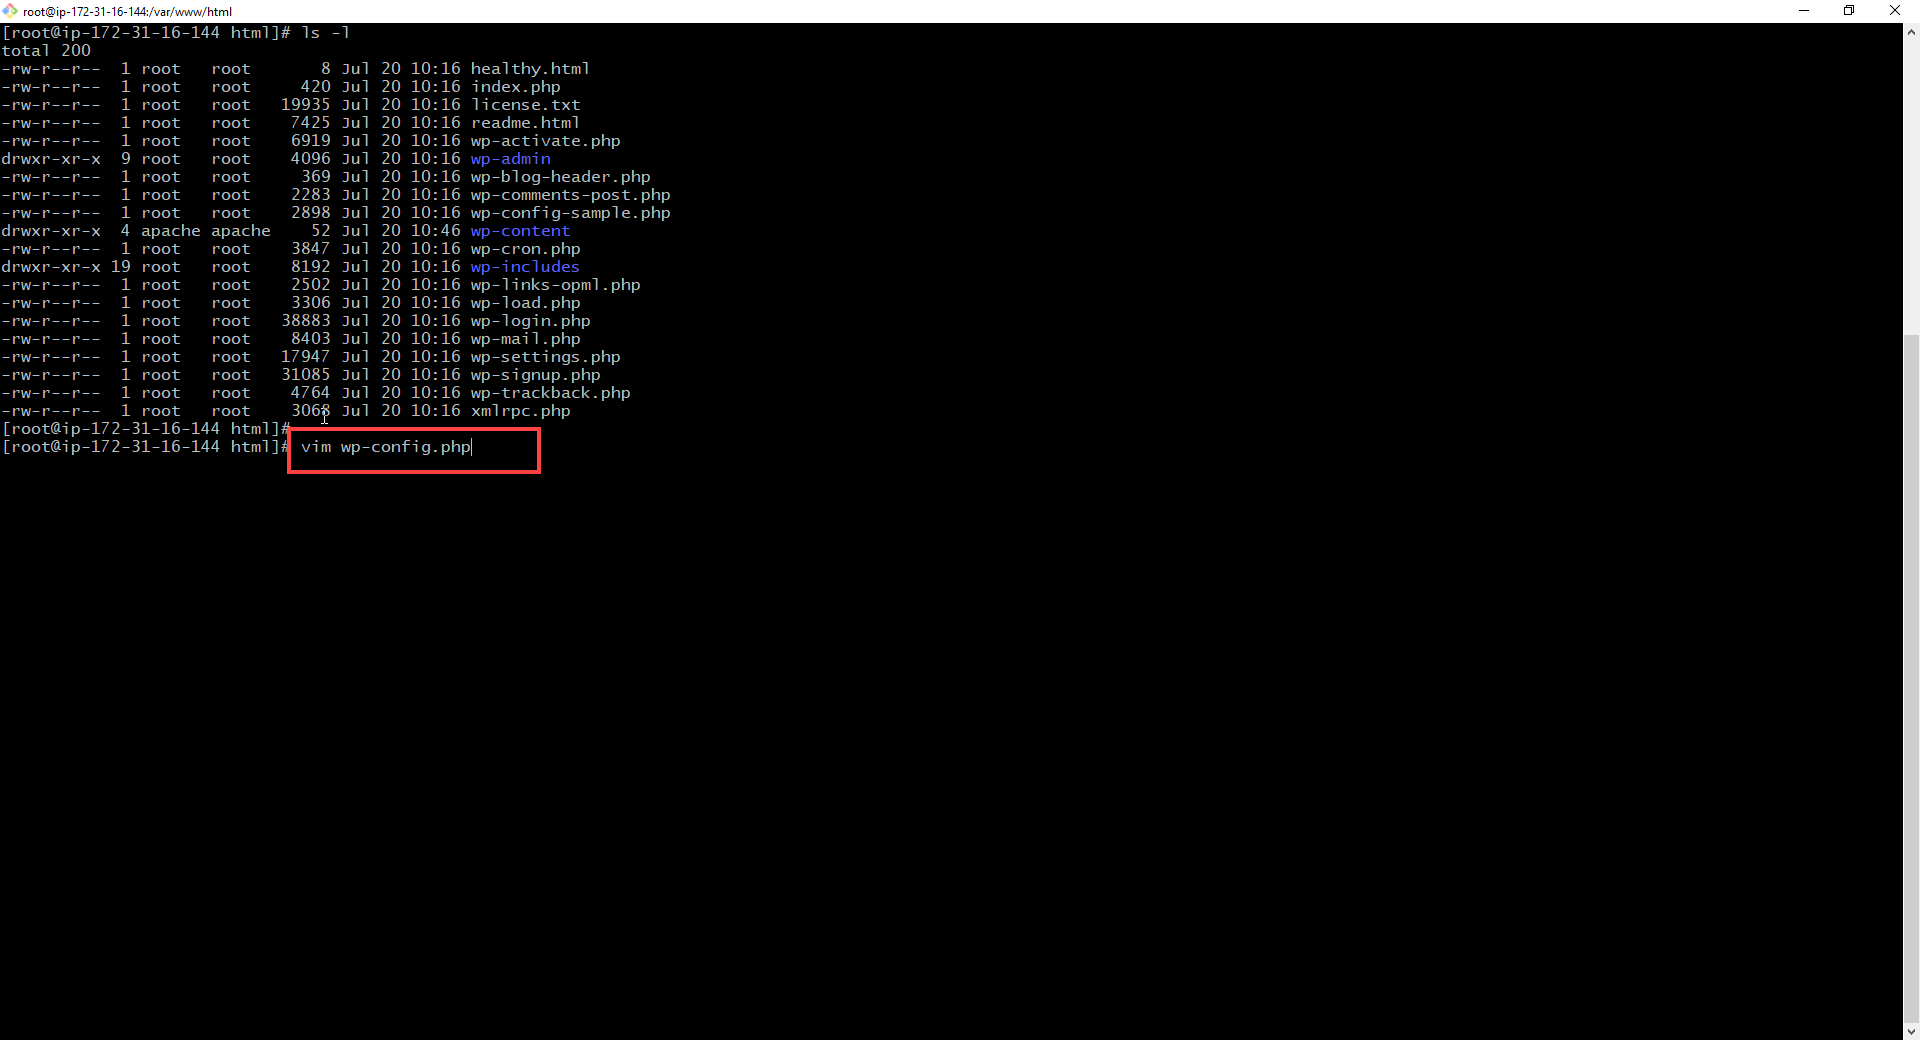 root@ip-172-31-16-144:/var/www/html
[root@ip-172-31-16-144 html]# ls -l
total 200
-rw-r--r--  1 root   root       8 Jul 20 10:16 healthy.html
-rw-r--r--  1 root   root     420 Jul 20 10:16 index.php
-rw-r--r--  1 root   root   19935 Jul 20 10:16 license.txt
-rw-r--r--  1 root   root    7425 Jul 20 10:16 readme.html
-rw-r--r--  1 root   root    6919 Jul 20 10:16 wp-activate.php
drwxr-xr-x  9 root   root    4096 Jul 20 10:16 wp-admin
-rw-r--r--  1 root   root     369 Jul 20 10:16 wp-blog-header.php
-rw-r--r--  1 root   root    2283 Jul 20 10:16 wp-comments-post.php
-rw-r--r--  1 root   root    2898 Jul 20 10:16 wp-config-sample.php
drwxr-xr-x  4 apache apache    52 Jul 20 10:46 wp-content
-rw-r--r--  1 root   root    3847 Jul 20 10:16 wp-cron.php
drwxr-xr-x 19 root   root    8192 Jul 20 10:16 wp-includes
-rw-r--r--  1 root   root    2502 Jul 20 10:16 wp-links-opml.php
-rw-r--r--  1 root   root    3306 Jul 20 10:16 wp-load.php
-rw-r--r--  1 root   root   38883 Jul 20 10:16 wp-login.php
-rw-r--r--  1 root   root    8403 Jul 20 10:16 wp-mail.php
-rw-r--r--  1 root   root   17947 Jul 20 10:16 wp-settings.php
-rw-r--r--  1 root   root   31085 Jul 20 10:16 wp-signup.php
-rw-r--r--  1 root   root    4764 Jul 20 10:16 wp-trackback.php
-rw-r--r--  1 root   root    3068 Jul 20 10:16 xmlrpc.php
[root@ip-172-31-16-144 html]#
[root@ip-172-31-16-144 html]# vim wp-config.php